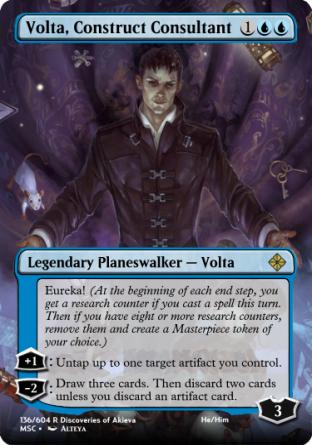 Volta, Construct Consultant 1
Legendary Planeswalker — Volta
Eureka! (At the beginning of each end step, you
get a research counter if you cast a spell this turn.
Then if you have eight or more research counters,
remove them and create a Masterpiece token of
your choice.)
+1: Untap up to one target artifact you control.
-2: Draw three cards. Then discard two cards
unless you discard an artifact card.
3
136/604 R Discoveries of Akieva He/Him
MSC • ALTEYA